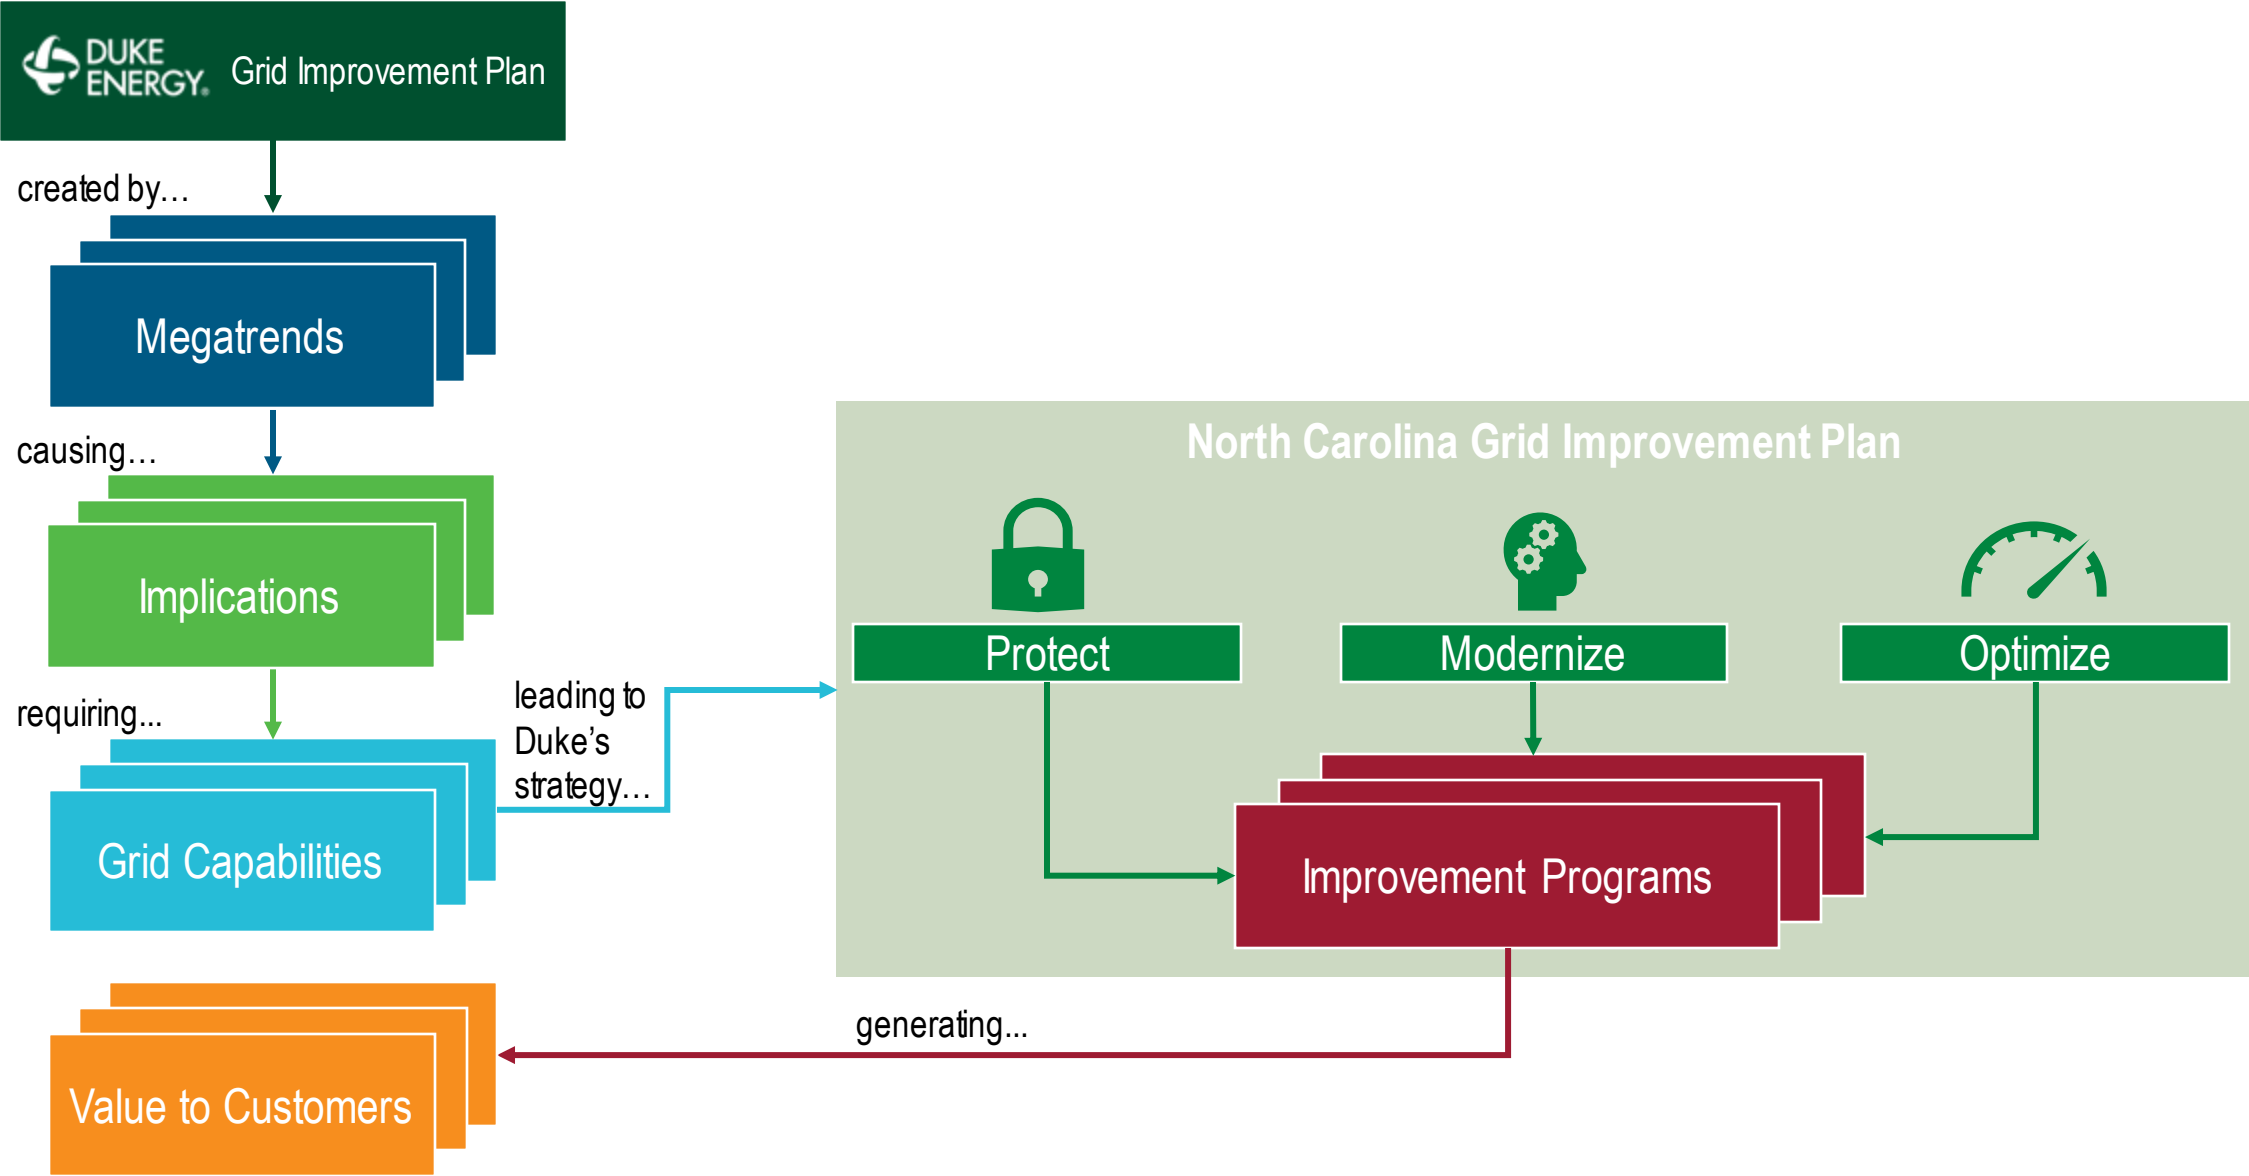 DUKE
ENERGY®
Grid Improvement Plan
created by…
Megatrends
causing…
Implications
requiring...
Grid Capabilities
leading to
Duke’s
strategy…
North Carolina Grid Improvement Plan
Protect
Modernize
Optimize
Improvement Programs
generating...
Value to Customers